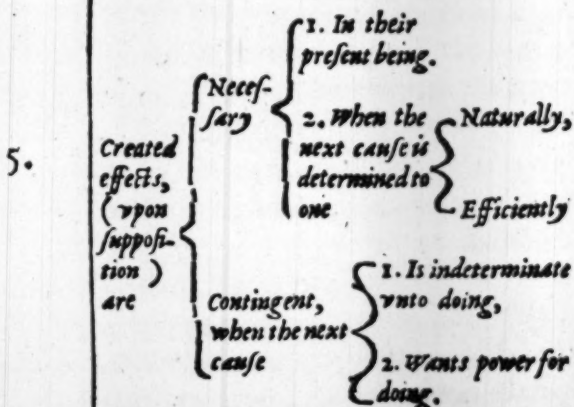 5.
Created
effects,
(vpon
ſuppoſi-
tion)
are
Neceſ-
ſary
1. In their
preſent being.
2. When the
next cauſe is
determined to
one
Naturally,
Efficiently
Contingent,
when the next
cauſe
1. Is indeterminate
vnto doing,
2. Wants power for
doing.